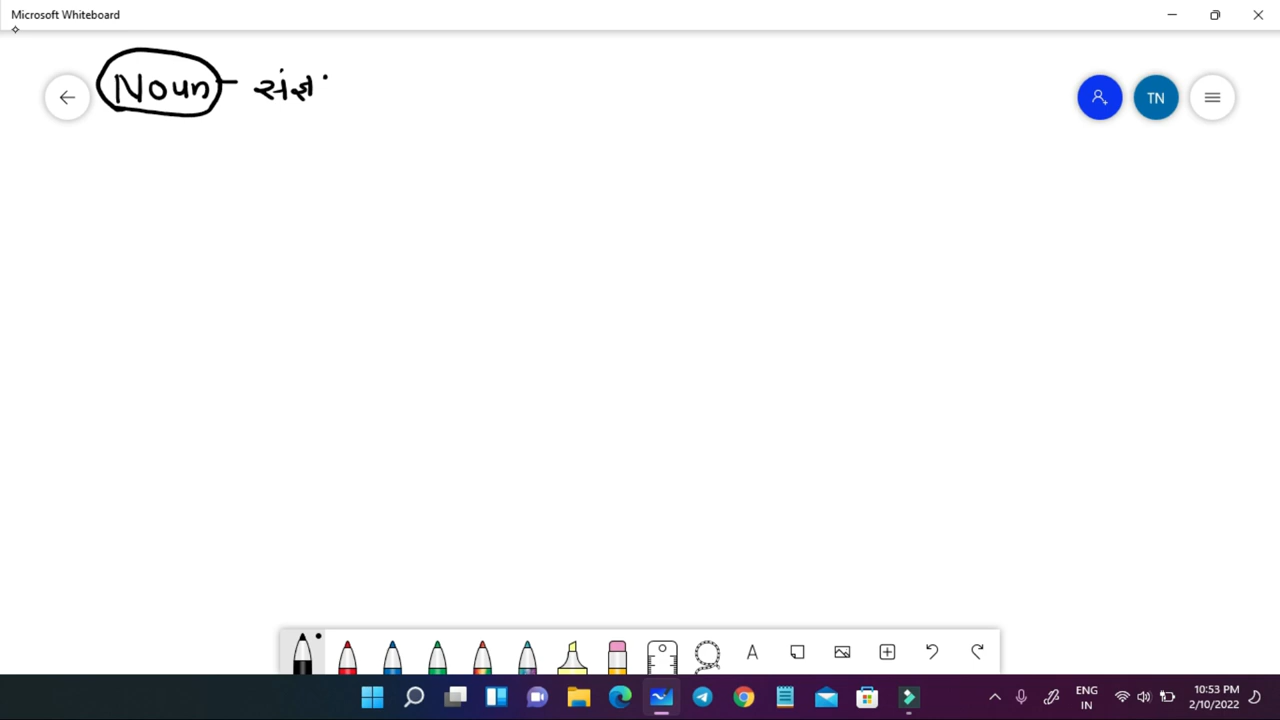 Microsoft Whiteboard
Noun - સંજ્ઞ
TN
A
ENG
IN
10:53 PM
2/10/2022